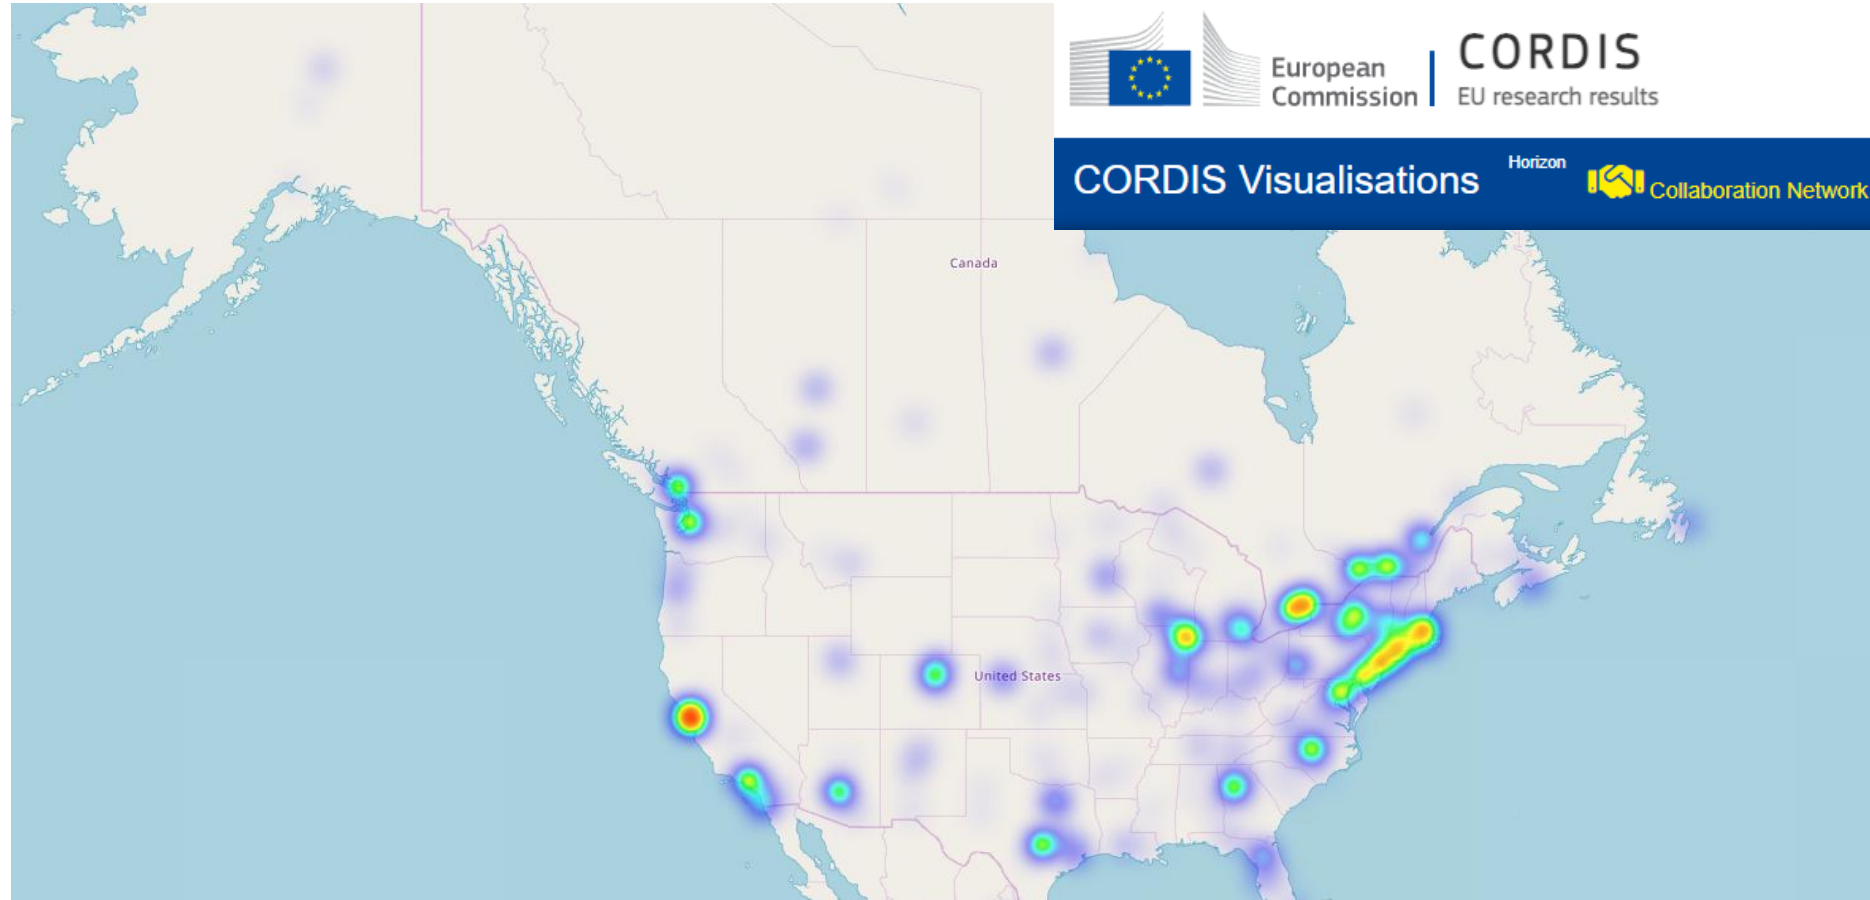 European
Commission
CORDIS
EU research results
CORDIS Visualisations
Horizon
Collaboration Network
Canada
United States